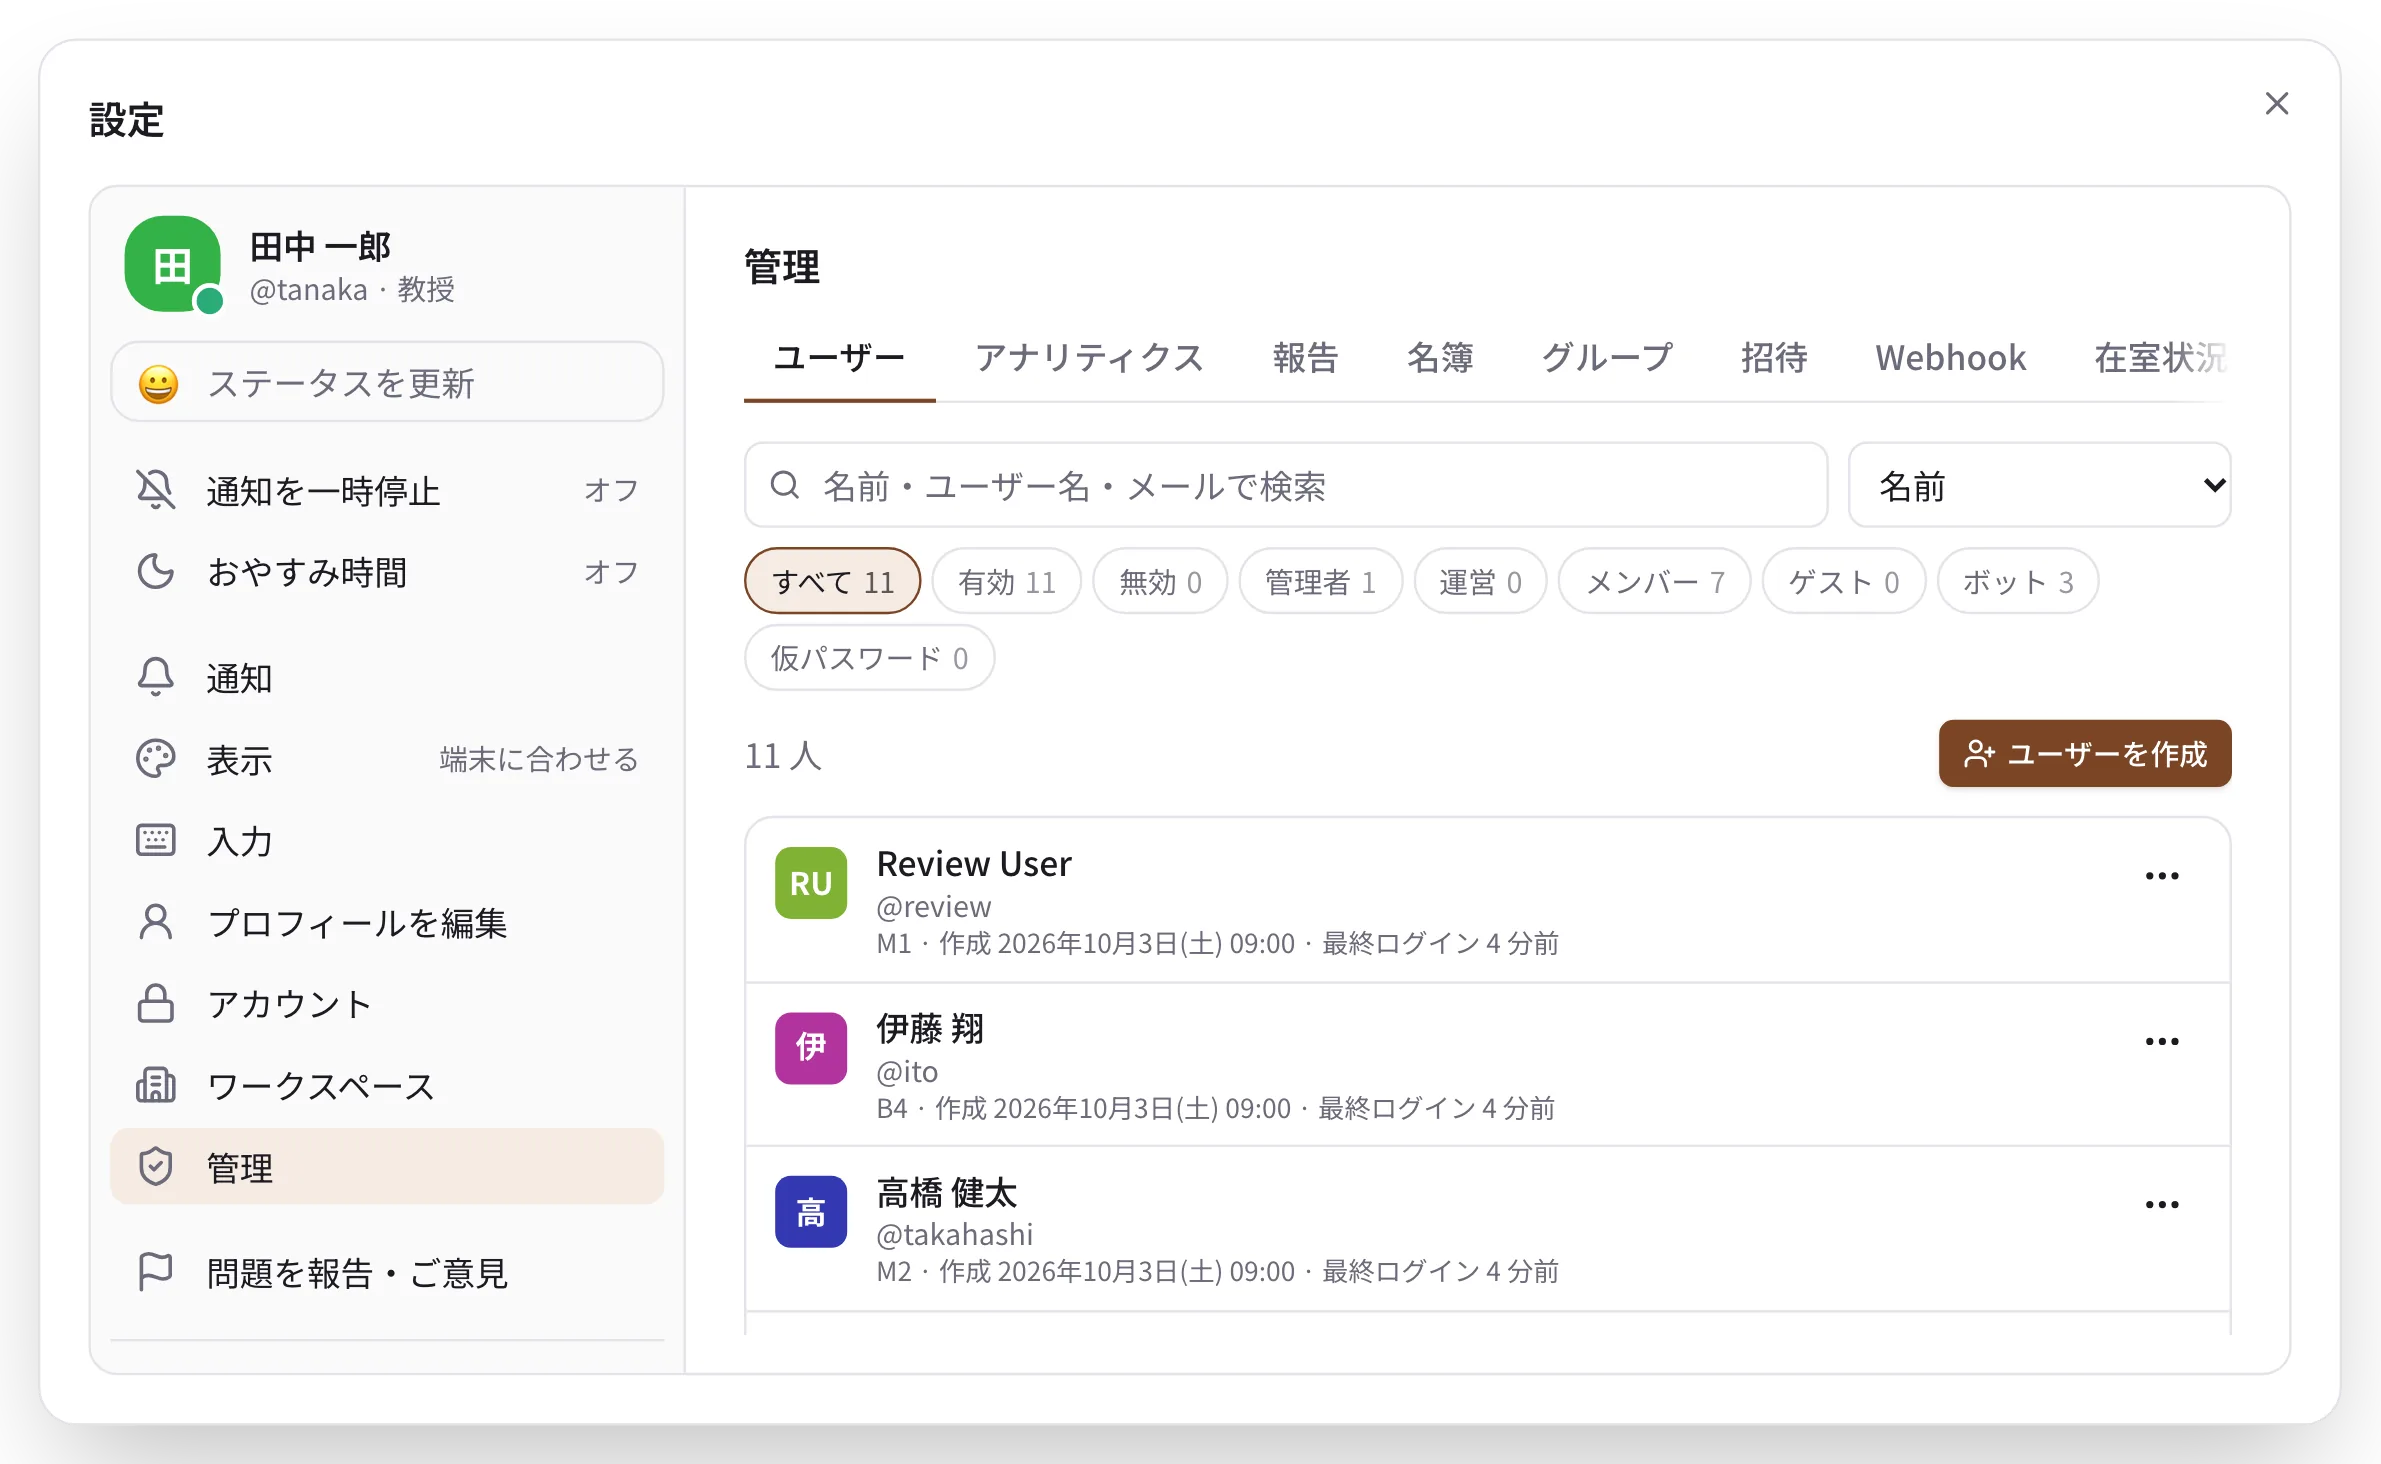 設定
田
田中 一郎
@tanaka · 教授
ステータスを更新
通知を一時停止 オフ
おやすみ時間 オフ
通知
表示 端末に合わせる
入力
プロフィールを編集
アカウント
ワークスペース
管理
問題を報告・ご意見
管理
ユーザー アナリティクス 報告 名簿 グループ 招待 Webhook 在室状況
名前・ユーザー名・メールで検索 名前
すべて 11 有効 11 無効 0 管理者 1 運営 0 メンバー 7 ゲスト 0 ボット 3
仮パスワード 0
11 人 ユーザーを作成
RU
Review User
@review
M1 · 作成 2026年10月3日(土) 09:00 · 最終ログイン 4 分前
伊
伊藤 翔
@ito
B4 · 作成 2026年10月3日(土) 09:00 · 最終ログイン 4 分前
高
高橋 健太
@takahashi
M2 · 作成 2026年10月3日(土) 09:00 · 最終ログイン 4 分前